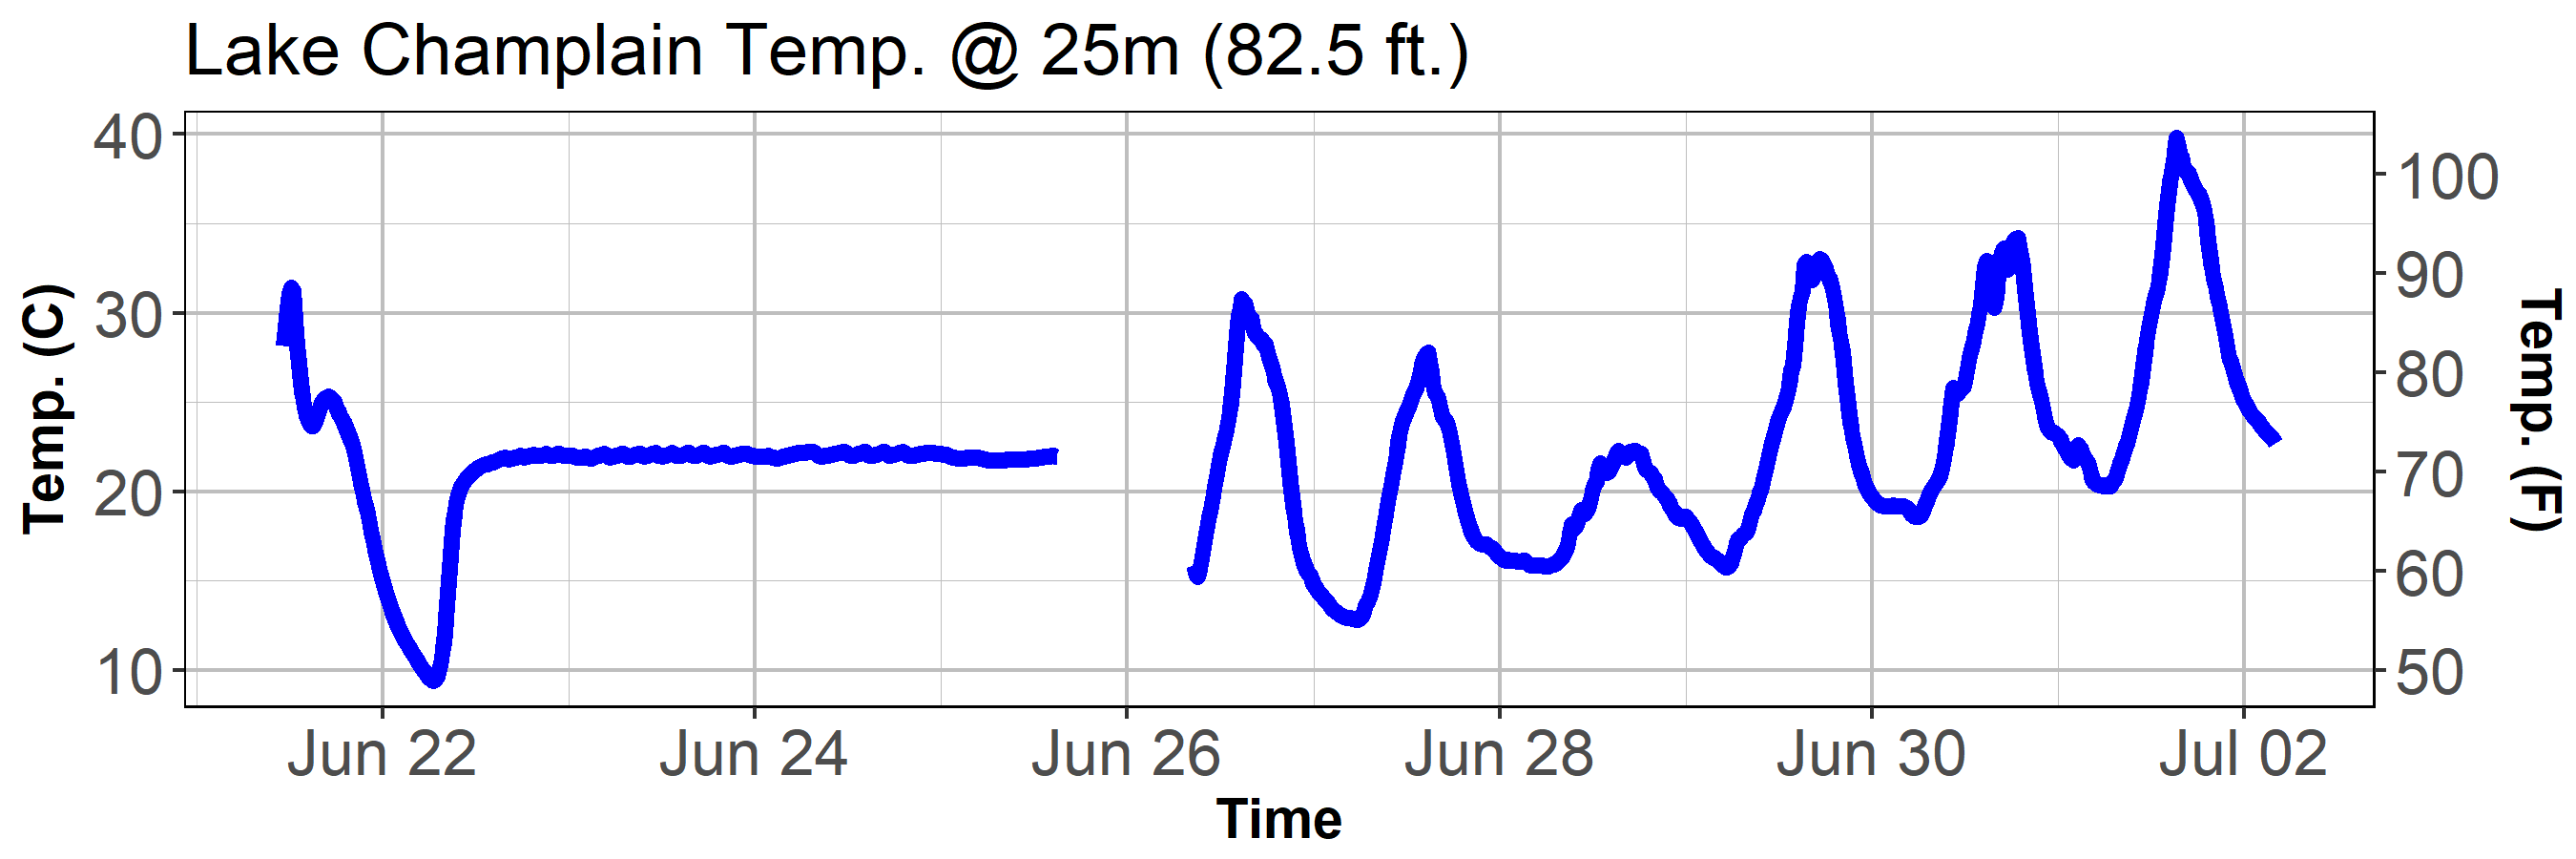 Lake Champlain Temp. @ 25m (82.5 ft.)
40
30
20
10
Temp. (C)
100
90
80
70
60
50
Temp. (F)
Jun 22 Jun 24 Jun 26 Jun 28 Jun 30 Jul 02
Time